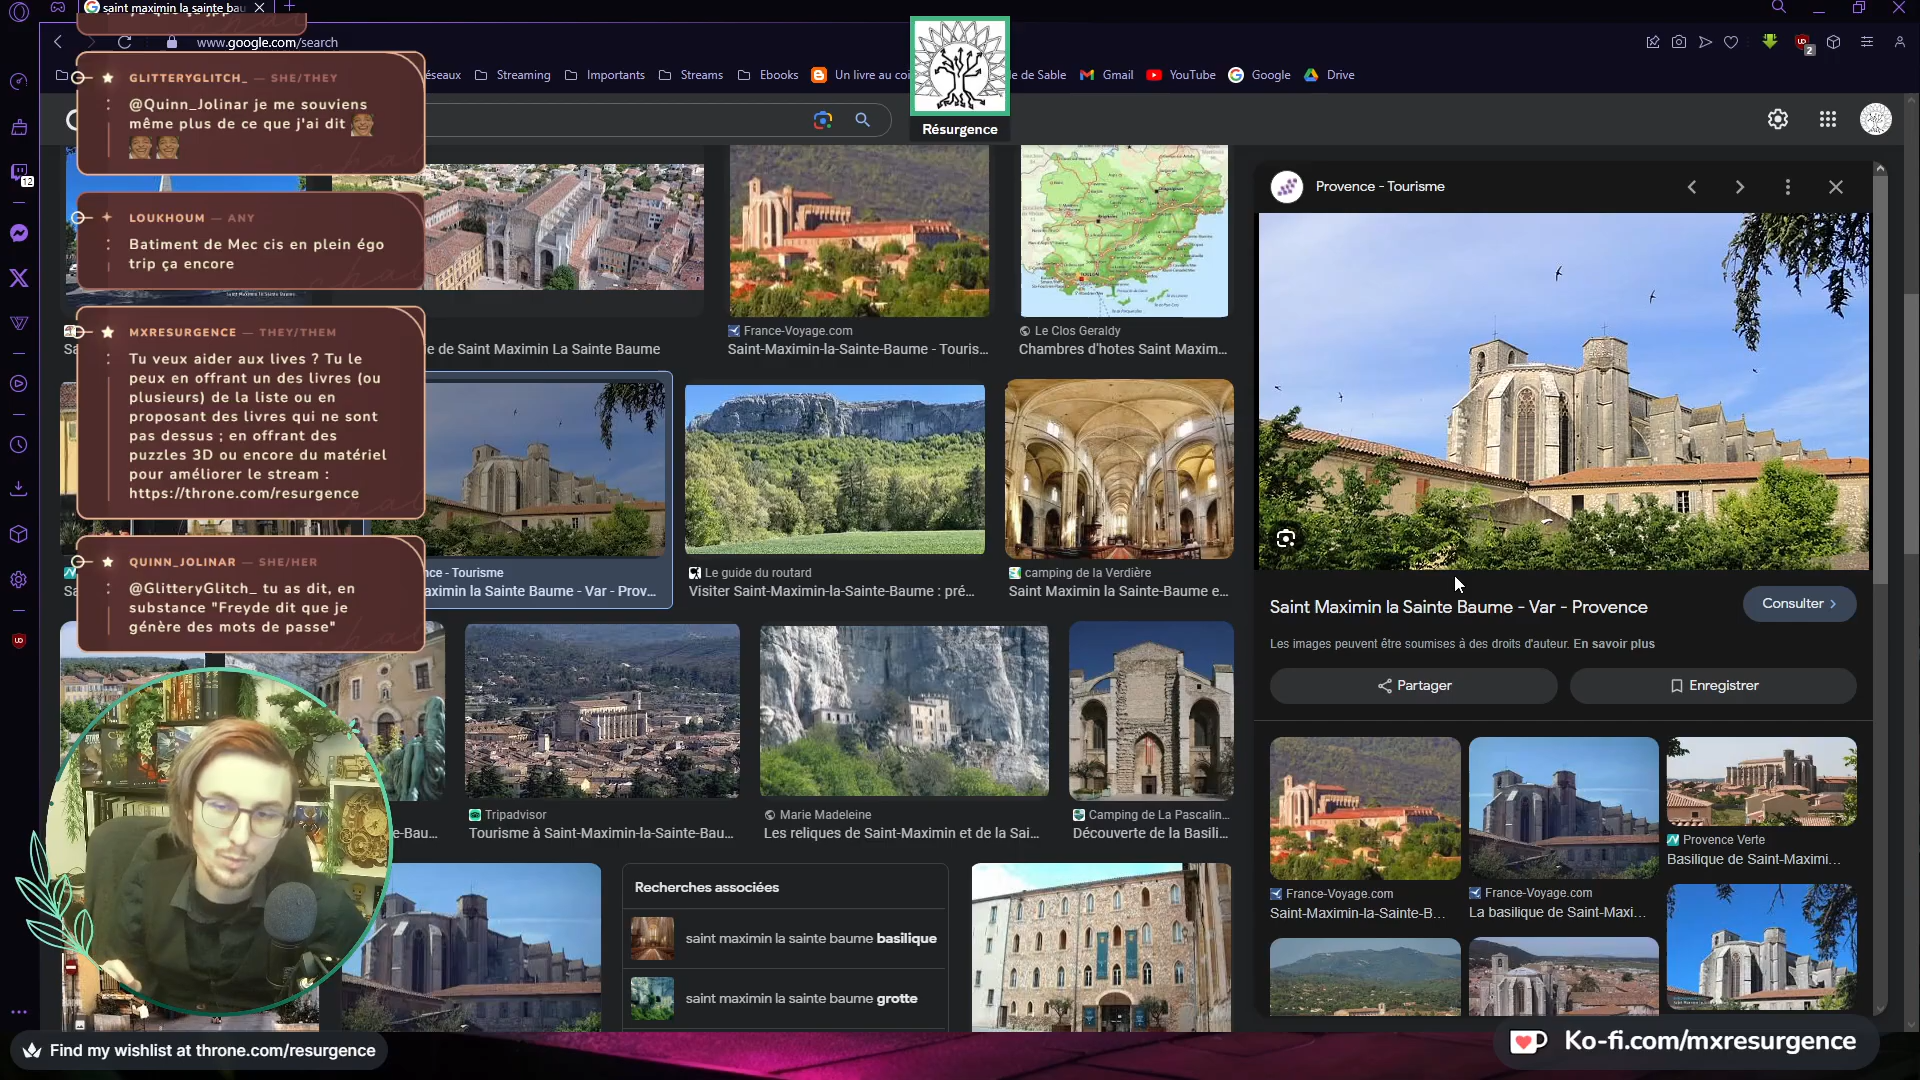 saint maximin la sainte bau
www.google.com/search
2
éseaux
Streaming
Importants
Streams
Ebooks
Un livre au coi
le de Sable
Gmail
YouTube
Google
Drive
Résurgence
GLITTERYGLITCH_ — SHE/THEY
@Quinn_Jolinar je me souviens
même plus de ce que j'ai dit
LOUKHOUM — ANY
Batiment de Mec cis en plein égo
trip ça encore
MXRESURGENCE — THEY/THEM
Tu veux aider aux lives ? Tu le
peux en offrant un des livres (ou
plusieurs) de la liste ou en
proposant des livres qui ne sont
pas dessus ; en offrant des
puzzles 3D ou encore du matériel
pour améliorer le stream :
https://throne.com/resurgence
QUINN_JOLINAR — SHE/HER
@GlitteryGlitch_ tu as dit, en
substance "Freyde dit que je
génère des mots de passe"
12
e de Saint Maximin La Sainte Baume
France-Voyage.com
Saint-Maximin-la-Sainte-Baume - Touris...
Le Clos Geraldy
Chambres d'hotes Saint Maxim...
nce - Tourisme
aximin la Sainte Baume - Var - Prov...
Le guide du routard
Visiter Saint-Maximin-la-Sainte-Baume : pré...
camping de la Verdière
Saint Maximin la Sainte-Baume e...
e-Bau...
Tripadvisor
Tourisme à Saint-Maximin-la-Sainte-Bau...
Marie Madeleine
Les reliques de Saint-Maximin et de la Sai...
Camping de La Pascalin...
Découverte de la Basili...
Recherches associées
saint maximin la sainte baume basilique
saint maximin la sainte baume grotte
Provence - Tourisme
Saint Maximin la Sainte Baume - Var - Provence
Consulter
Les images peuvent être soumises à des droits d'auteur. En savoir plus
Partager
Enregistrer
France-Voyage.com
Saint-Maximin-la-Sainte-B...
France-Voyage.com
La basilique de Saint-Maxi...
Provence Verte
Basilique de Saint-Maximi...
Find my wishlist at throne.com/resurgence
Ko-fi.com/mxresurgence